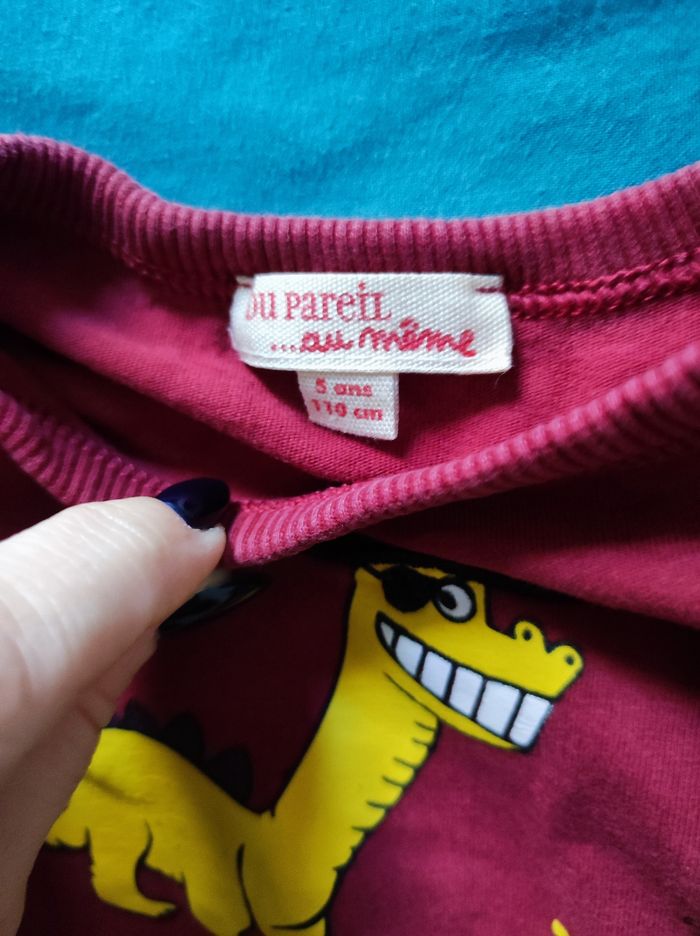 DU PAREIL
...au même
5 ans
110 cm